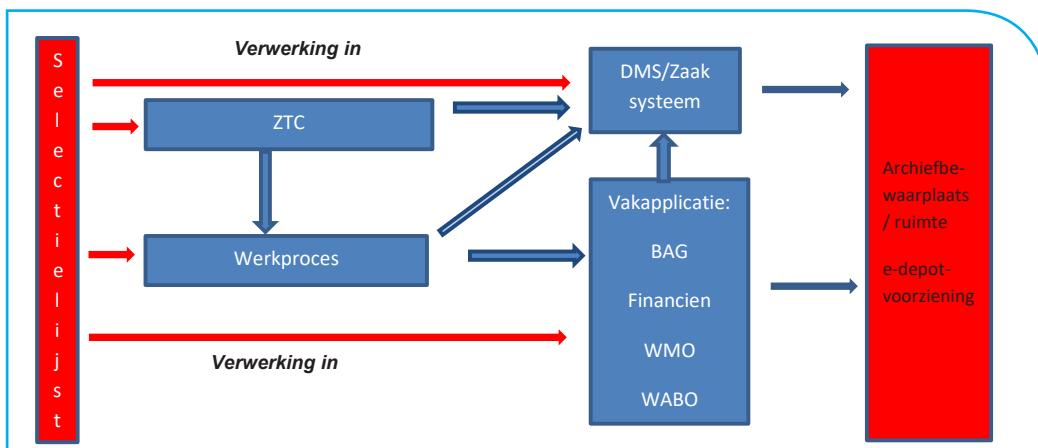 Selectielijst
Verwerking in
ZTC
Werkproces
Verwerking in
DMS/Zaak
systeem
Vakapplicatie:
BAG
Financien
WMO
WABO
Archiefbe-
waarplaats
/ ruimte
e-depot-
voorziening